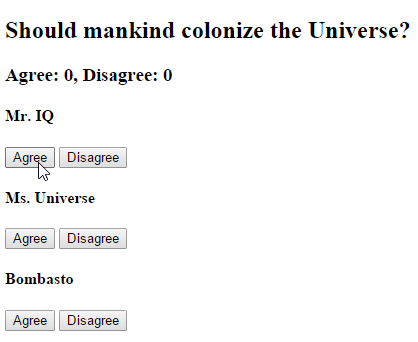 Should mankind colonize the Universe?
Agree: 0, Disagree: 0
Mr. IQ
Agree Disagree
Ms. Universe
Agree Disagree
Bombasto
Agree Disagree